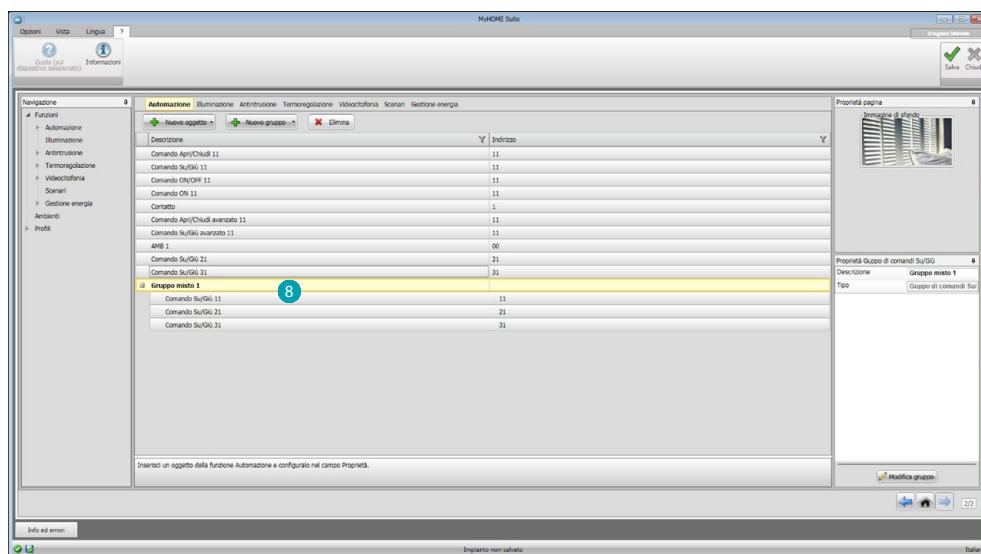 MyHOME Suite
Opzioni Vista Lingua ?
Guida (sul dispositivo selezionato)
Informazioni
Salva Chiudi
Navigazione
Funzioni
Automazione
Illuminazione
Antintrusione
Termoregolazione
Videocitofonia
Scenari
Gestione energia
Ambienti
Profili
Automazione Illuminazione Antintrusione Termoregolazione Videocitofonia Scenari Gestione energia
Nuovo oggetto Nuovo gruppo Elimina
Descrizione Indirizzo
Comando Apri/Chiudi 11 11
Comando Su/Giù 11 11
Comando ON/OFF 11 11
Comando ON 11 11
Contatto 1
Comando Apri/Chiudi avanzato 11 11
Comando Su/Giù avanzato 11 11
AMB 1 00
Comando Su/Giù 21 21
Comando Su/Giù 31 31
Gruppo misto 1
8
Comando Su/Giù 11 11
Comando Su/Giù 21 21
Comando Su/Giù 31 31
Inserisci un oggetto della funzione Automazione e configuralo nel campo Proprietà.
Proprietà pagina
Immagine di sfondo
Proprietà Guppo di comandi Su/Giù
Descrizione Gruppo misto 1
Tipo Guppo di comandi Su/
Modifica gruppo
2/2
Info ed errori
Impianto non salvato
Italian